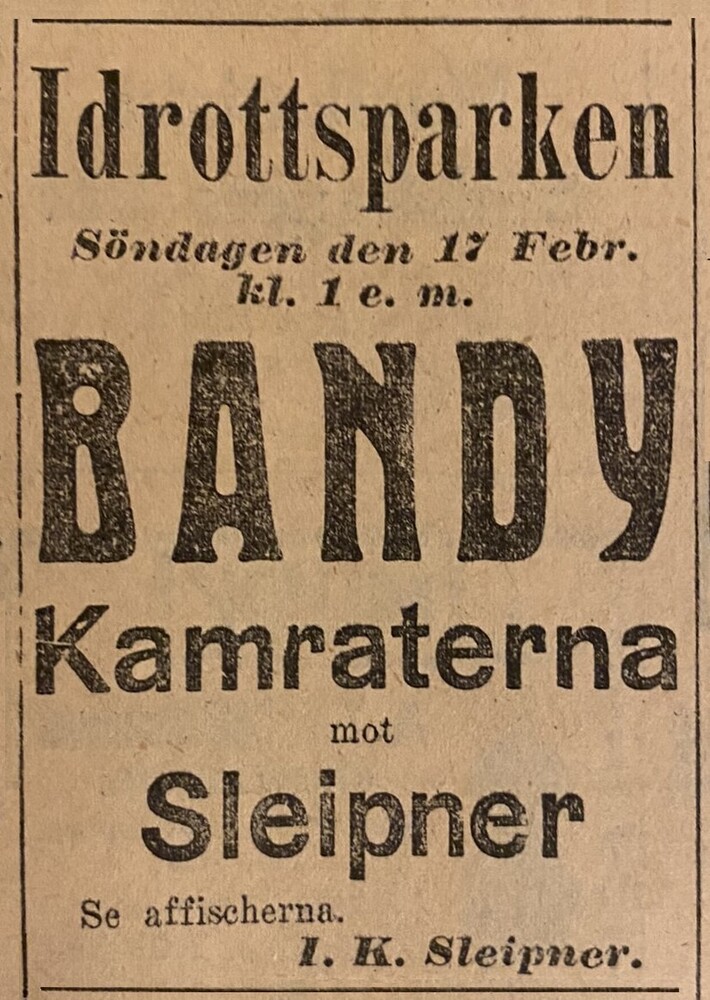 Idrottsparken
Söndagen den 17 Febr.
kl. 1 e. m.
BANDY
Kamraterna
mot
Sleipner
Se affischerna.
I. K. Sleipner.